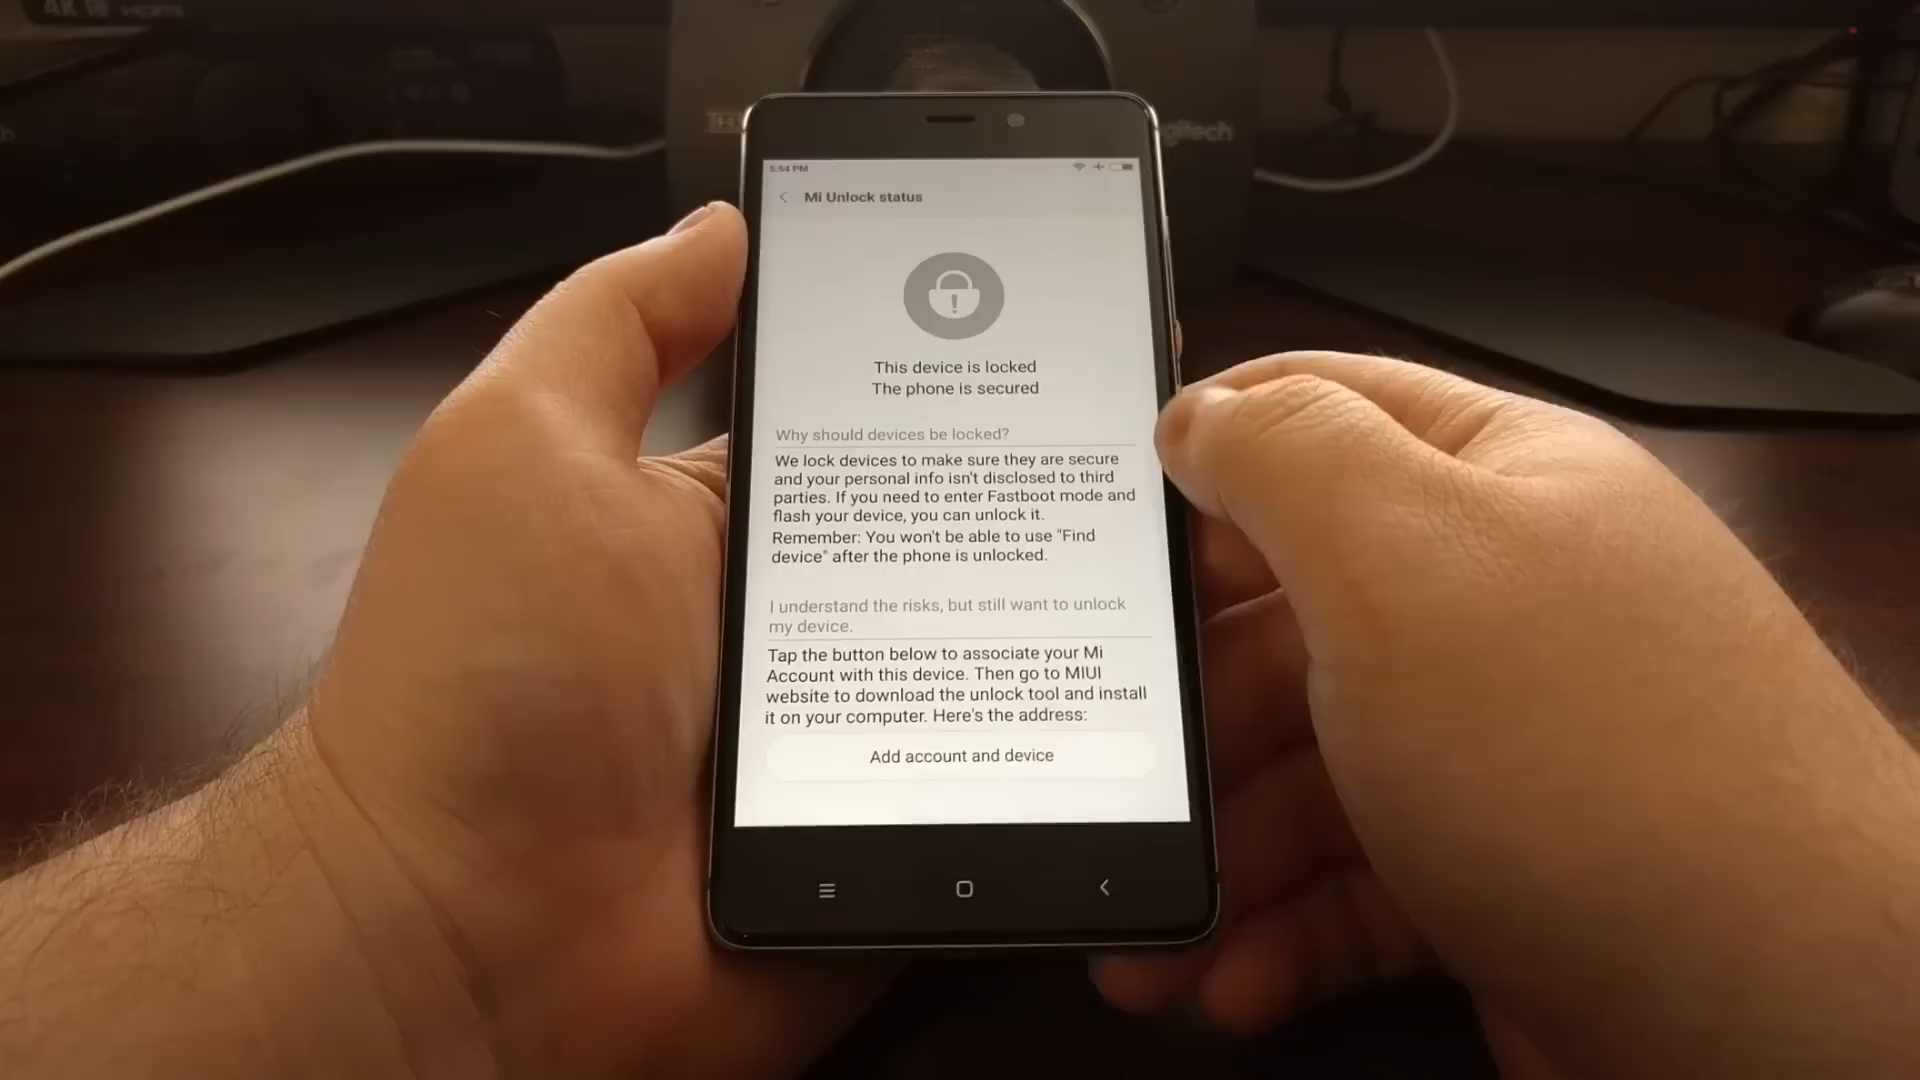 4K
HDMI
5:54 PM
Mi Unlock status
This device is locked
The phone is secured
Why should devices be locked?
We lock devices to make sure they are secure
and your personal info isn't disclosed to third
parties. If you need to enter Fastboot mode and
flash your device, you can unlock it.
Remember: You won't be able to use "Find
device" after the phone is unlocked.
I understand the risks, but still want to unlock
my device.
Tap the button below to associate your Mi
Account with this device. Then go to MIUI
website to download the unlock tool and install
it on your computer. Here's the address:
Add account and device